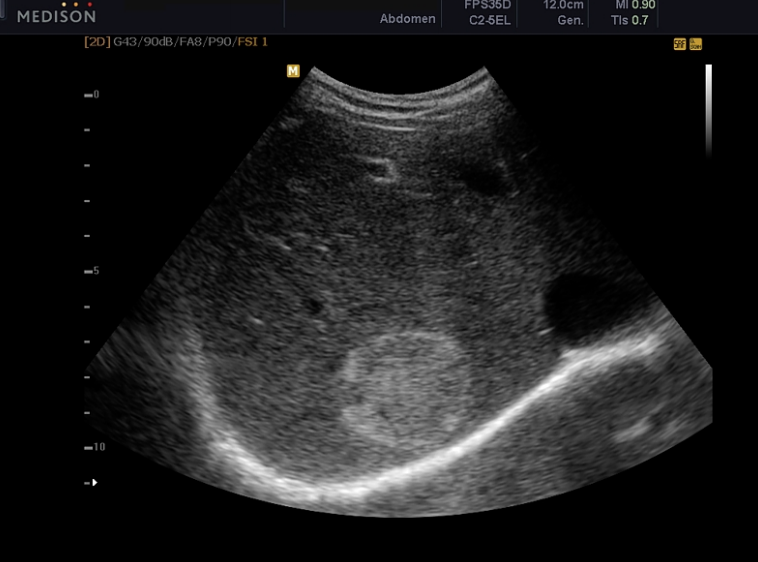 MEDISON
Abdomen
FPS35D
C2-5EL
12.0cm
Gen.
MI 0.90
TIs 0.7
[2D] G43/90dB/FA8/P90/FSI 1
M
0
5
10